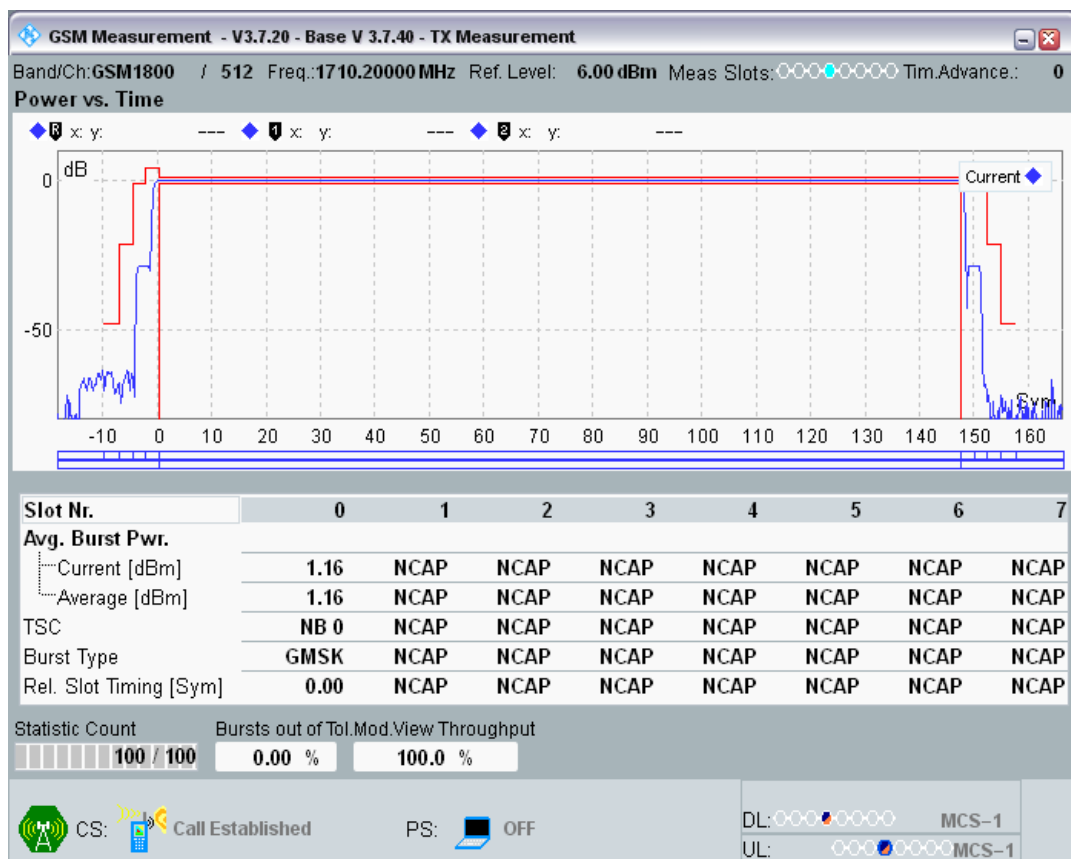 GSM Measurement - V3.7.20 - Base V 3.7.40 - TX Measurement
Band/Ch:GSM1800 / 512 Freq.:1710.20000 MHz Ref. Level: 6.00 dBm Meas Slots: Tim.Advance.: 0
Power vs. Time
R x: y: --- 1 x: y: --- 2 x: y: ---
dB
Current
0
-50
Sym
-10 0 10 20 30 40 50 60 70 80 90 100 110 120 130 140 150 160
Slot Nr. 0 1 2 3 4 5 6 7
Avg. Burst Pwr.
Current [dBm] 1.16 NCAP NCAP NCAP NCAP NCAP NCAP NCAP
Average [dBm] 1.16 NCAP NCAP NCAP NCAP NCAP NCAP NCAP
TSC NB 0 NCAP NCAP NCAP NCAP NCAP NCAP NCAP
Burst Type GMSK NCAP NCAP NCAP NCAP NCAP NCAP NCAP
Rel. Slot Timing [Sym] 0.00 NCAP NCAP NCAP NCAP NCAP NCAP NCAP
Statistic Count Bursts out of Tol. Mod.View Throughput
100 / 100 0.00 % 100.0 %
CS: Call Established PS: OFF
DL: MCS-1
UL: MCS-1